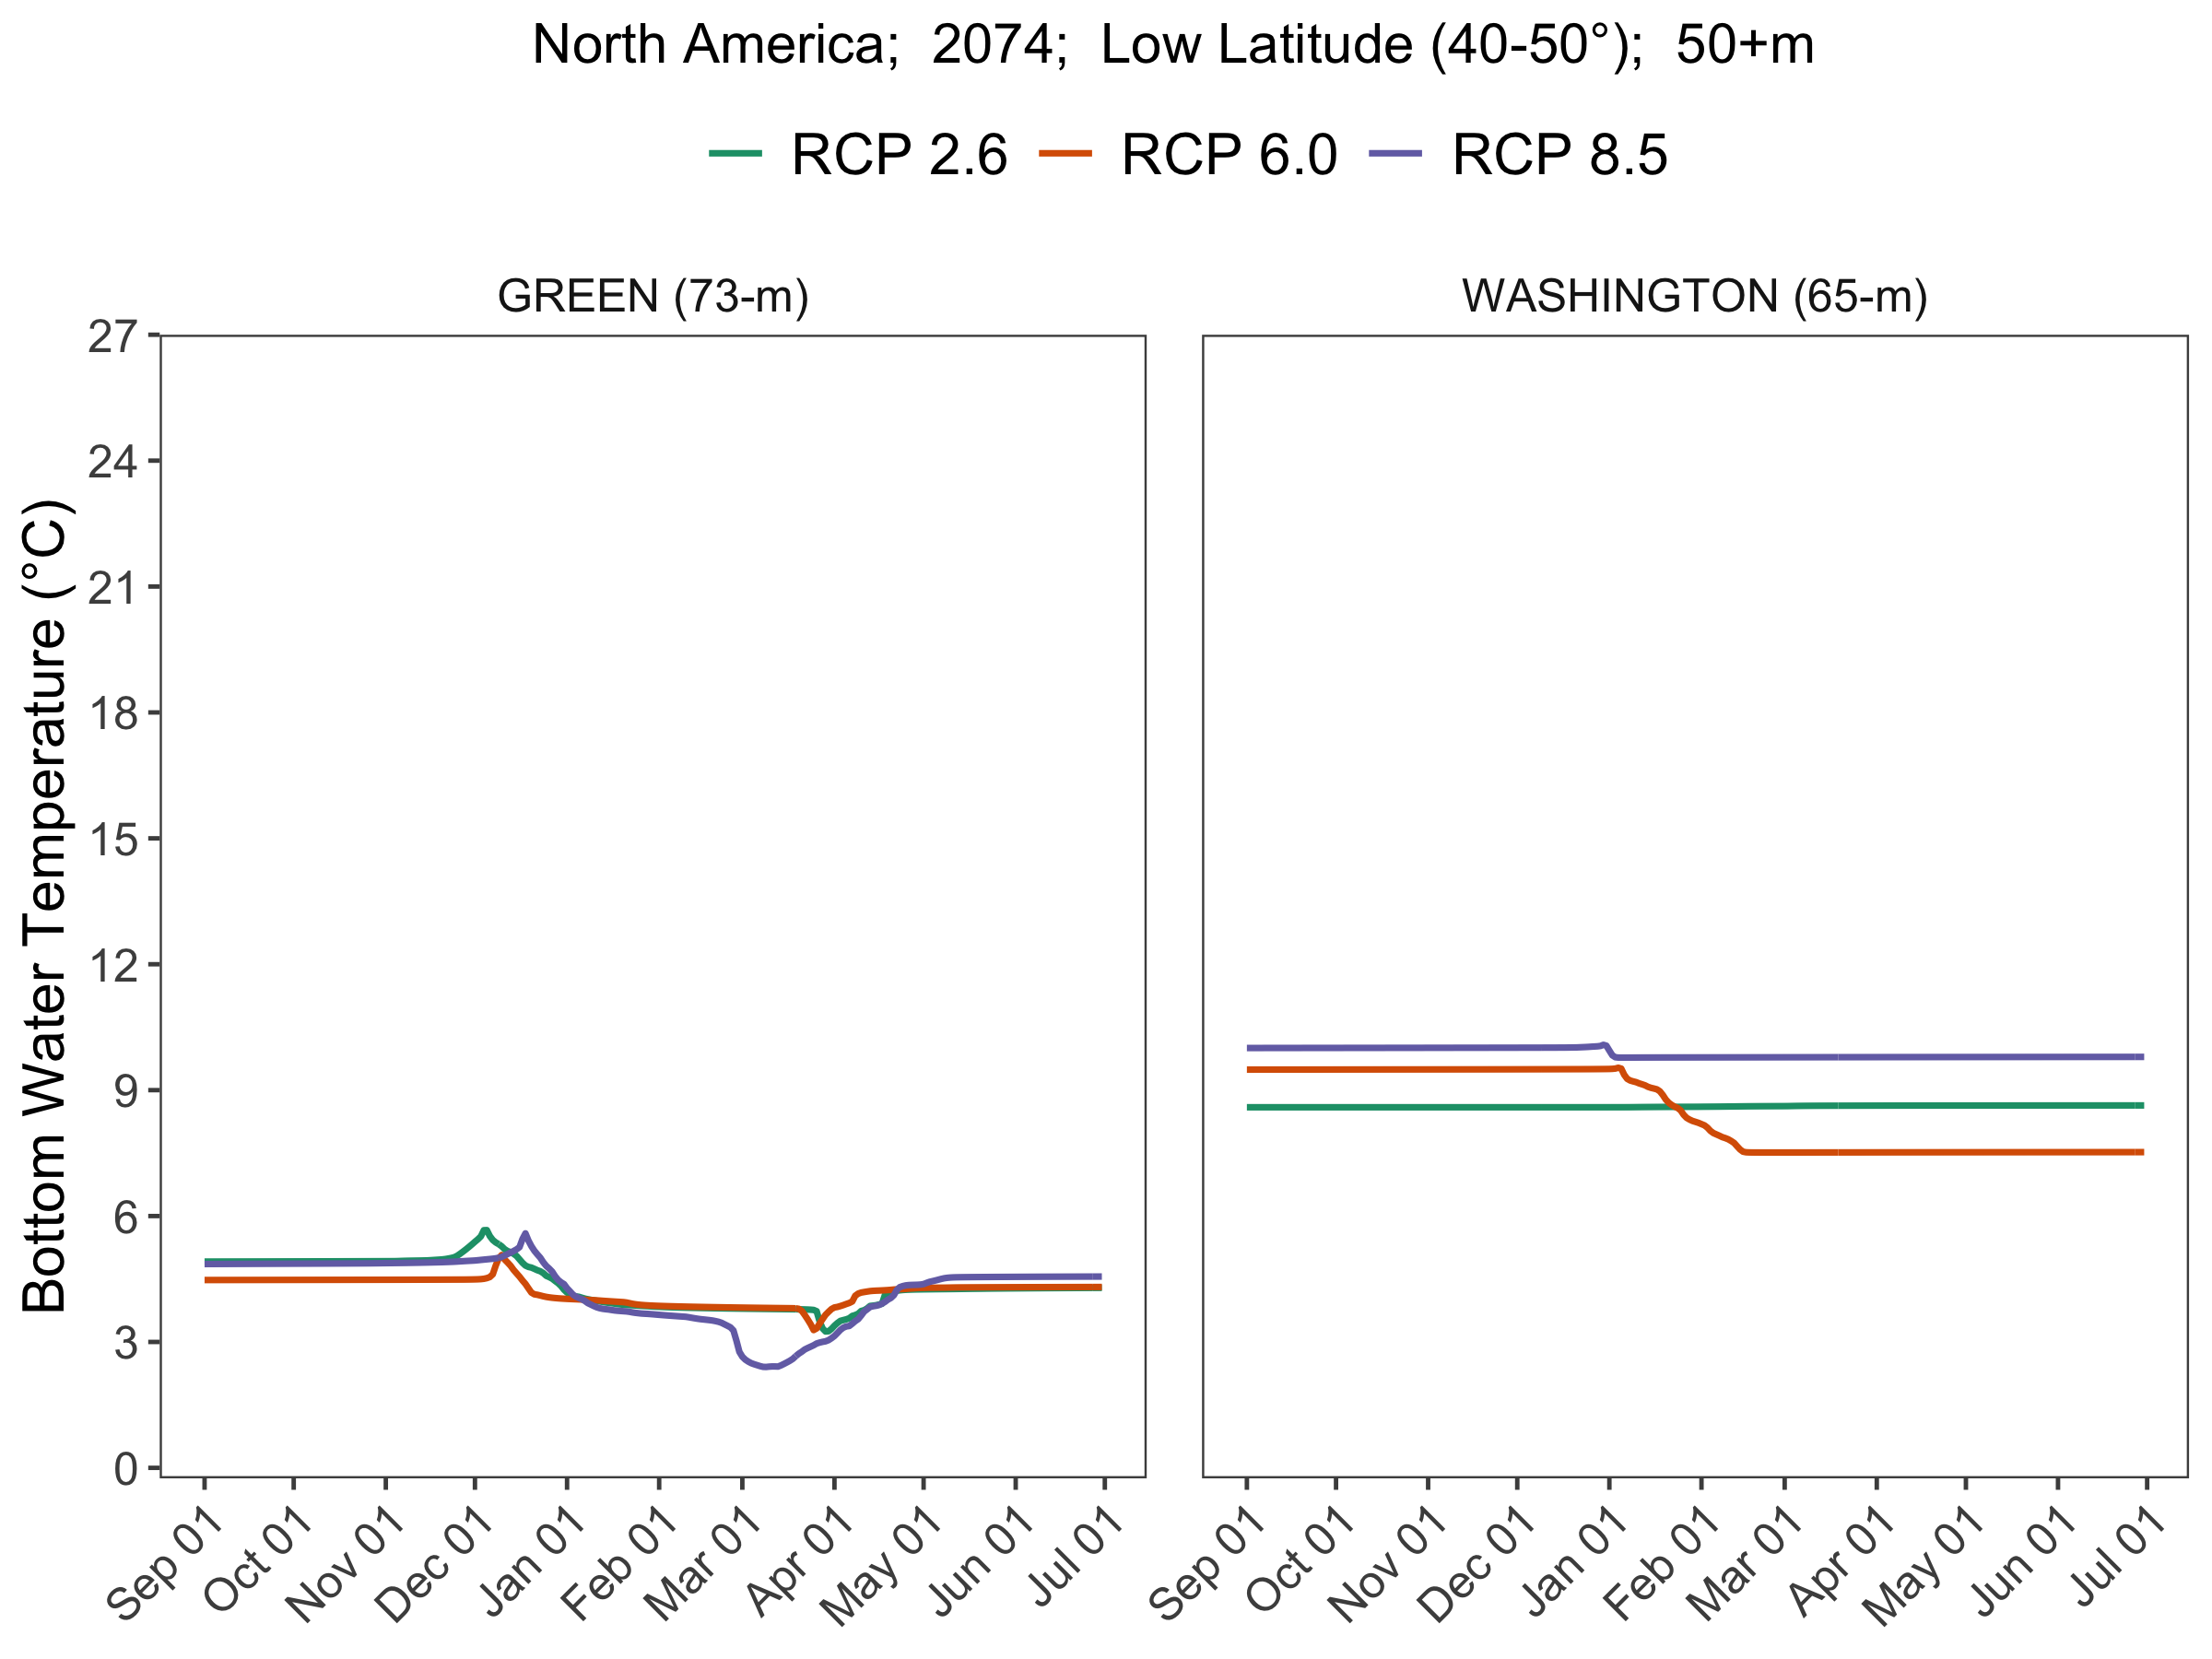 North America;  2074;  Low Latitude (40-50°);  50+m
RCP 2.6 RCP 6.0 RCP 8.5
GREEN (73-m) WASHINGTON (65-m)
Bottom Water Temperature (°C)
27
24
21
18
15
12
9
6
3
0
Sep 01 Oct 01 Nov 01 Dec 01 Jan 01 Feb 01 Mar 01 Apr 01 May 01 Jun 01 Jul 01
Sep 01 Oct 01 Nov 01 Dec 01 Jan 01 Feb 01 Mar 01 Apr 01 May 01 Jun 01 Jul 01